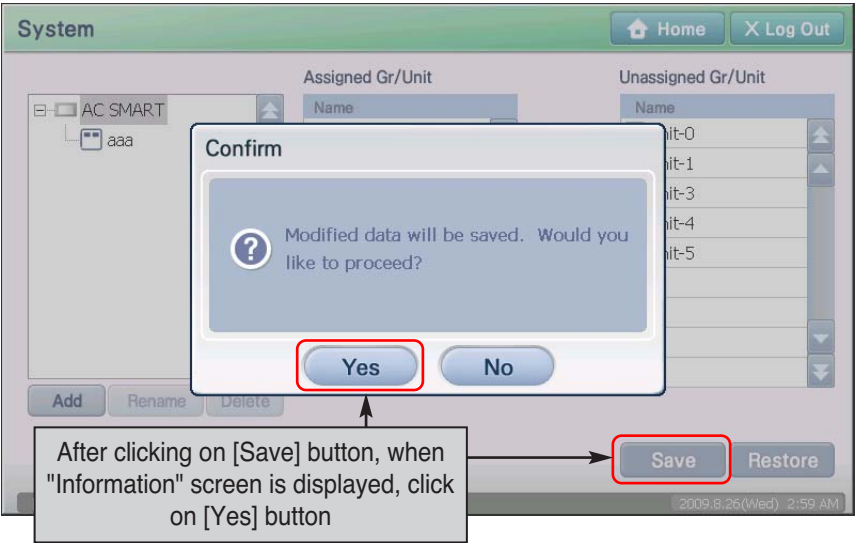 System
Home
X Log Out
Assigned Gr/Unit
Unassigned Gr/Unit
Name
Name
AC SMART
aaa
nit-0
nit-1
nit-3
nit-4
nit-5
Confirm
Modified data will be saved. Would you
like to proceed?
Yes
No
Add
Rename
Delete
After clicking on [Save] button, when
"Information" screen is displayed, click
on [Yes] button
Save
Restore
2009.8.26(Wed) 2:59 AM